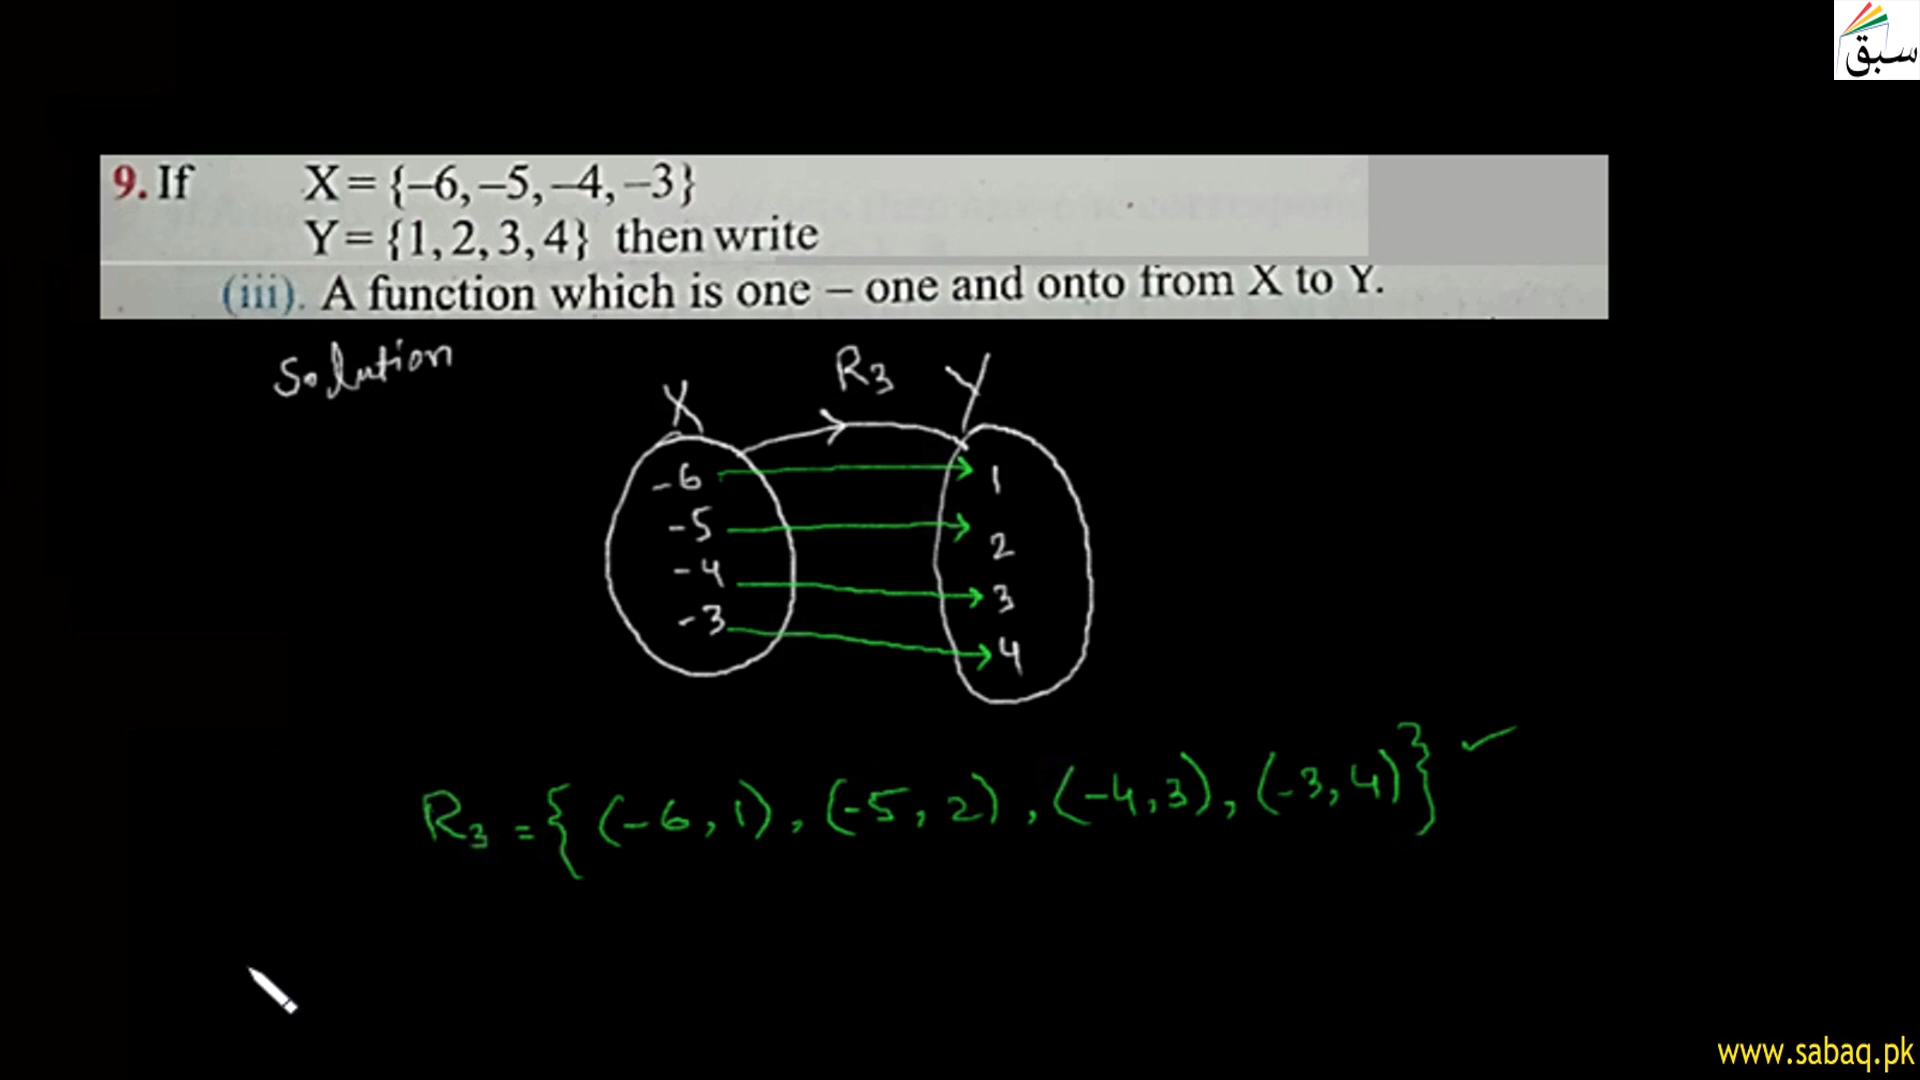 سبق
9. If X = {–6, –5, –4, –3}
Y = {1, 2, 3, 4} then write
(iii). A function which is one – one and onto from X to Y.
Solution
X R₃ Y
-6 1
-5 2
-4 3
-3 4
R₃ = { (-6, 1), (-5, 2), (-4, 3), (-3, 4) } ✓
www.sabaq.pk